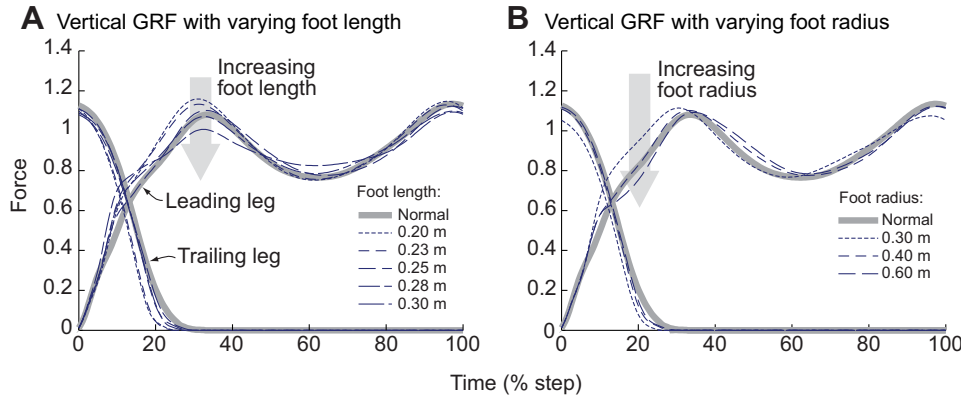 A Vertical GRF with varying foot length
1.4
1.2
1
0.8
0.6
0.4
0.2
0
Force
Increasing
foot length
Leading leg
Trailing leg
Foot length:
Normal
0.20 m
0.23 m
0.25 m
0.28 m
0.30 m
0 20 40 60 80 100
B Vertical GRF with varying foot radius
1.4
1.2
1
0.8
0.6
0.4
0.2
0
Increasing
foot radius
Foot radius:
Normal
0.30 m
0.40 m
0.60 m
0 20 40 60 80 100
Time (% step)